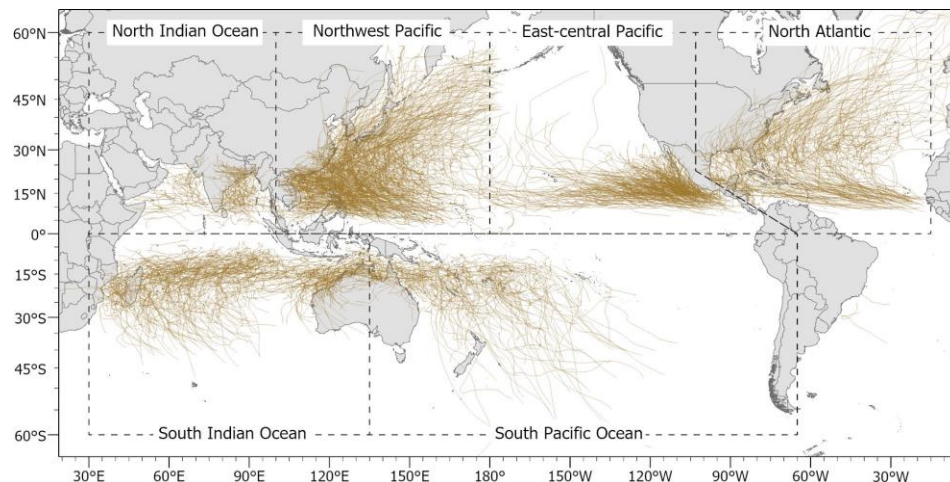 North Indian Ocean
Northwest Pacific
East-central Pacific
North Atlantic
60°N
45°N
30°N
15°N
0°
15°S
30°S
45°S
60°S
South Indian Ocean
South Pacific Ocean
30°E
60°E
90°E
120°E
150°E
180°
150°W
120°W
90°W
60°W
30°W